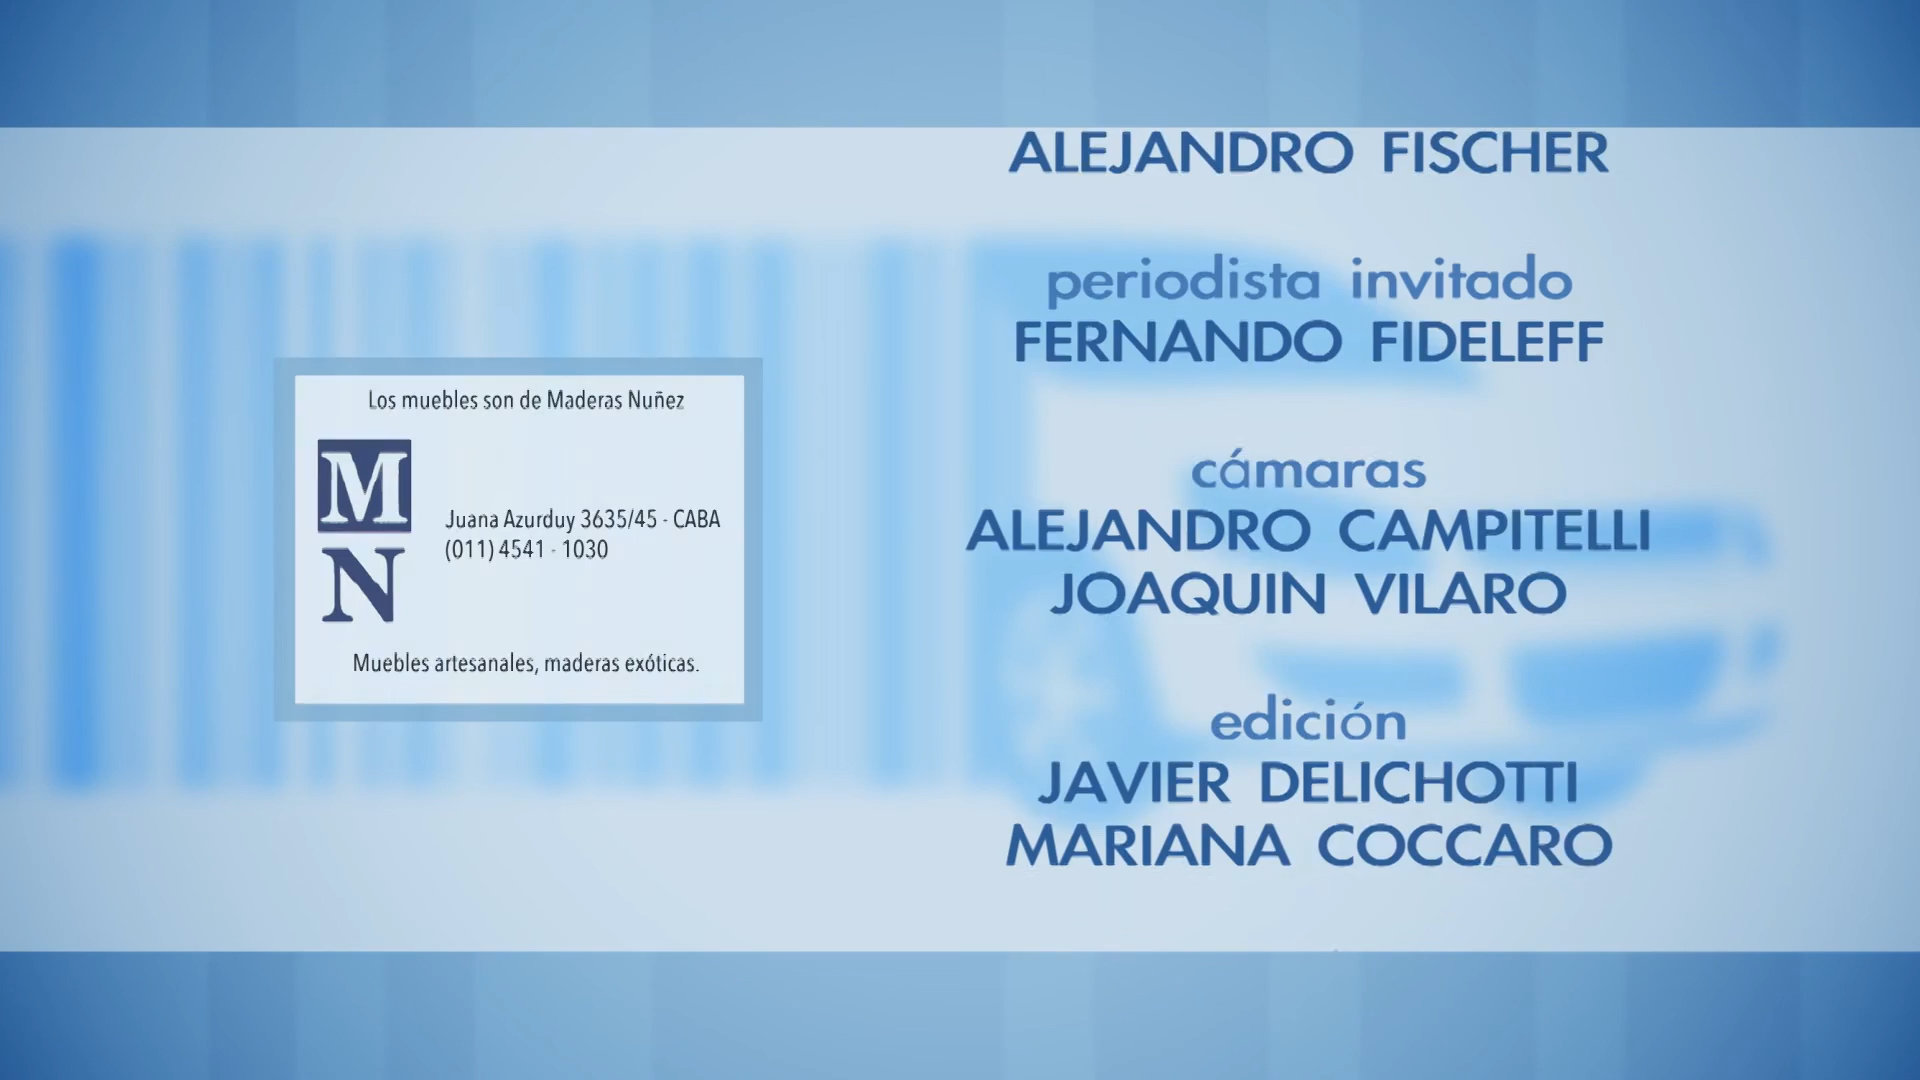 Los muebles son de Maderas Nuñez
M
N
Juana Azurduy 3635/45 - CABA
(011) 4541 - 1030
Muebles artesanales, maderas exóticas.
ALEJANDRO FISCHER
periodista invitado
FERNANDO FIDELEFF
cámaras
ALEJANDRO CAMPITELLI
JOAQUIN VILARO
edición
JAVIER DELICHOTTI
MARIANA COCCARO